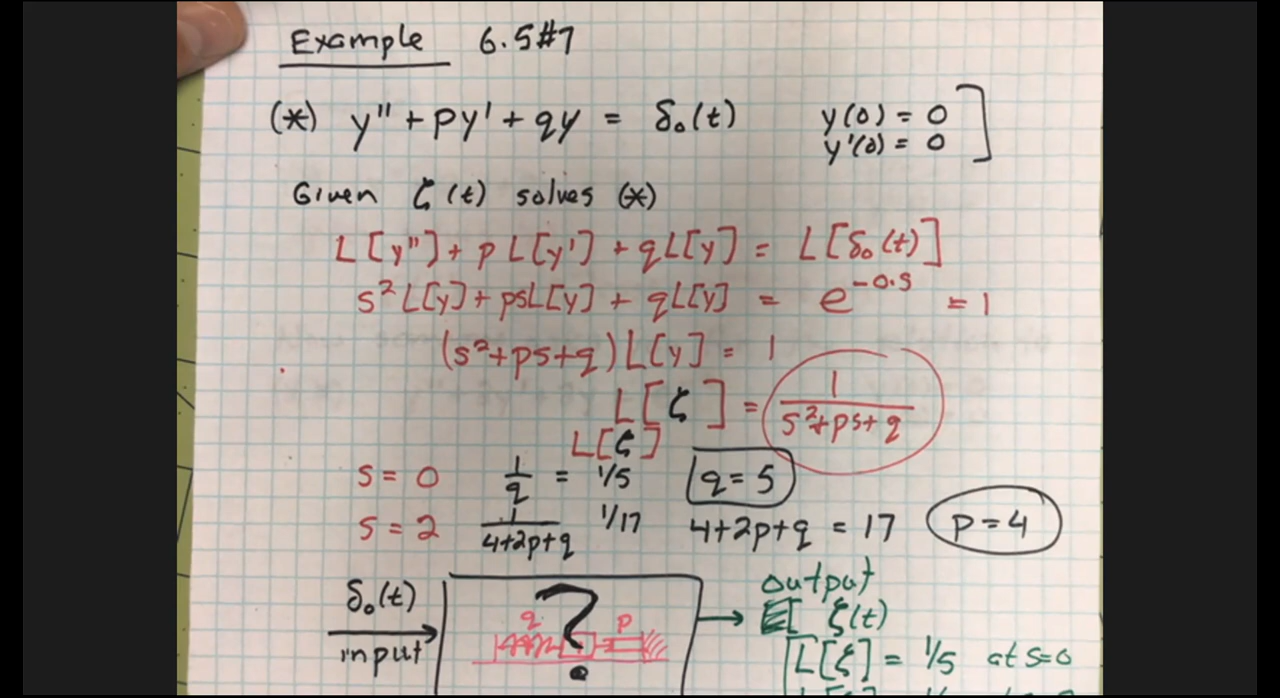 Example 6.5#7
(*) y" + py' + qy = δ₀(t) y(0) = 0
y'(0) = 0
Given ζ(t) solves (*)
L[y"] + p L[y'] + qL[y] = L[δ₀(t)]
s²L[y] + psL[y] + qL[y] = e^{-0.s} = 1
(s²+ps+q) L[y] = 1
L[ζ] = 1/(s²+ps+q)
L[ζ]
s = 0 1/q = 1/5 q = 5
s = 2 1/(4+2p+q) 1/17 4+2p+q = 17 p = 4
δ₀(t) ? output
q p ζ(t)
input L[ζ] = 1/5 at s=0